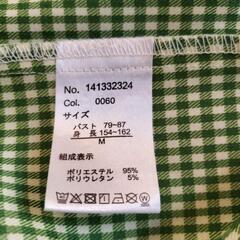 No. 141332324
Col. 0060
サイズ
バスト 79~87
身長 154~162
M
組成表示
ポリエステル 95%
ポリウレタン 5%